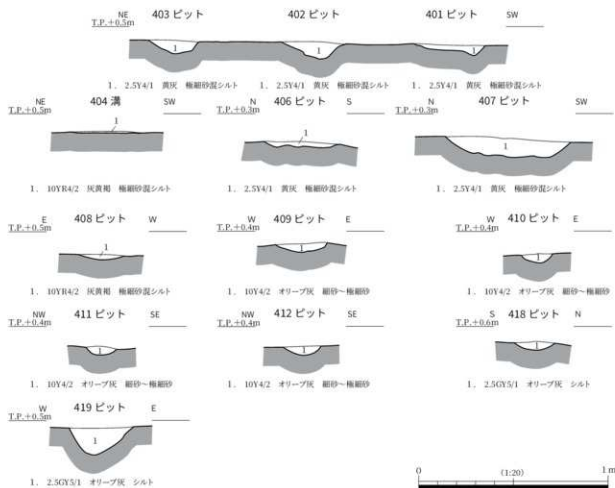 403 ピット 402 ピット 401 ピット
NE SW
T.P.+0.5m
1 1 1
1. 2.5Y4/1 黄灰 極細砂混シルト 1. 2.5Y4/1 黄灰 極細砂混シルト 1. 2.5Y4/1 黄灰 極細砂混シルト
404 溝 406 ピット 407 ピット
NE SW N S N SW
T.P.+0.5m T.P.+0.3m T.P.+0.3m
1 1 1
1. 10YR4/2 灰黄褐 極細砂混シルト 1. 2.5Y4/1 黄灰 極細砂混シルト 1. 2.5Y4/1 黄灰 極細砂混シルト
408 ピット 409 ピット 410 ピット
E W W E W E
T.P.+0.5m T.P.+0.4m T.P.+0.4m
1 1 1
1. 10YR4/2 灰黄褐 極細砂混シルト 1. 10Y4/2 オリーブ灰 細砂～極細砂 1. 10Y4/2 オリーブ灰 細砂～極細砂
411 ピット 412 ピット 418 ピット
NW SE NW SE S N
T.P.+0.4m T.P.+0.4m T.P.+0.6m
1 1 1
1. 10Y4/2 オリーブ灰 細砂～極細砂 1. 10Y4/2 オリーブ灰 細砂～極細砂 1. 2.5GY5/1 オリーブ灰 シルト
419 ピット
W E
T.P.+0.5m
1
1. 2.5GY5/1 オリーブ灰 シルト
0 (1:20) 1 m